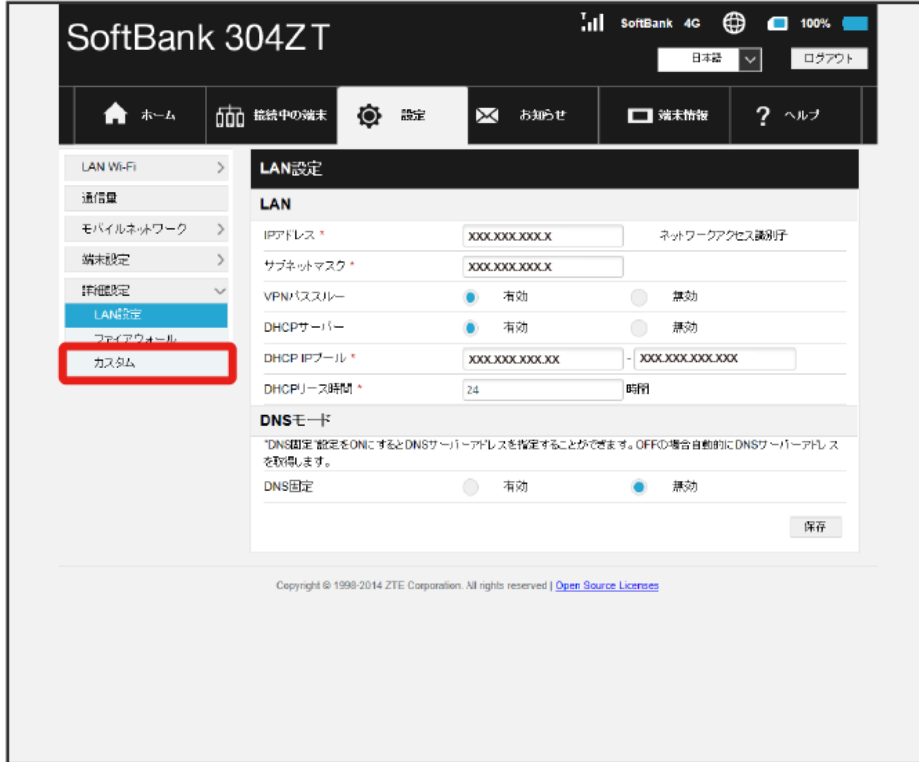 SoftBank 304ZT
SoftBank 4G 100%
日本語 ログアウト
ホーム 接続中の端末 設定 お知らせ 端末情報 ? ヘルプ
LAN Wi-Fi
通信量
モバイルネットワーク
端末設定
詳細設定
LAN設定
ファイアウォール
カスタム
LAN設定
LAN
IPアドレス * XXX.XXX.XXX.X ネットワークアクセス識別子
サブネットマスク * XXX.XXX.XXX.X
VPNパススルー 有効 無効
DHCPサーバー 有効 無効
DHCP IPプール * XXX.XXX.XXX.XX - XXX.XXX.XXX.XXX
DHCPリース時間 * 24 時間
DNSモード
"DNS固定"設定をONにするとDNSサーバーアドレスを指定することができます。OFFの場合自動的にDNSサーバーアドレス
を取得します。
DNS固定 有効 無効
保存
Copyright © 1998-2014 ZTE Corporation. All rights reserved | Open Source Licenses